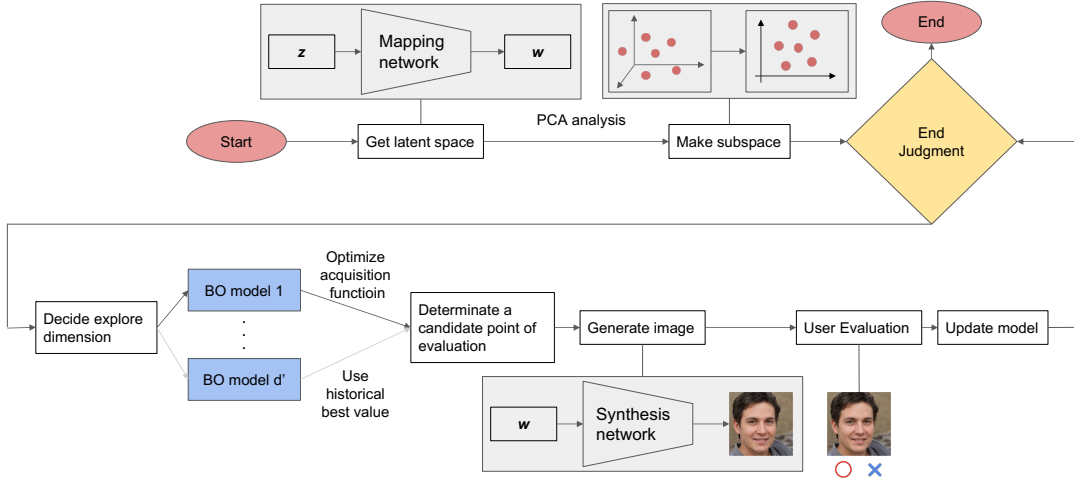 z
Mapping
network
w
End
PCA analysis
Start
Get latent space
Make subspace
End
Judgment
Decide explore
dimension
BO model 1
.
.
.
BO model d'
Optimize
acquisition
functioin
Use
historical
best value
Determinate a
candidate point of
evaluation
Generate image
User Evaluation
Update model
w
Synthesis
network